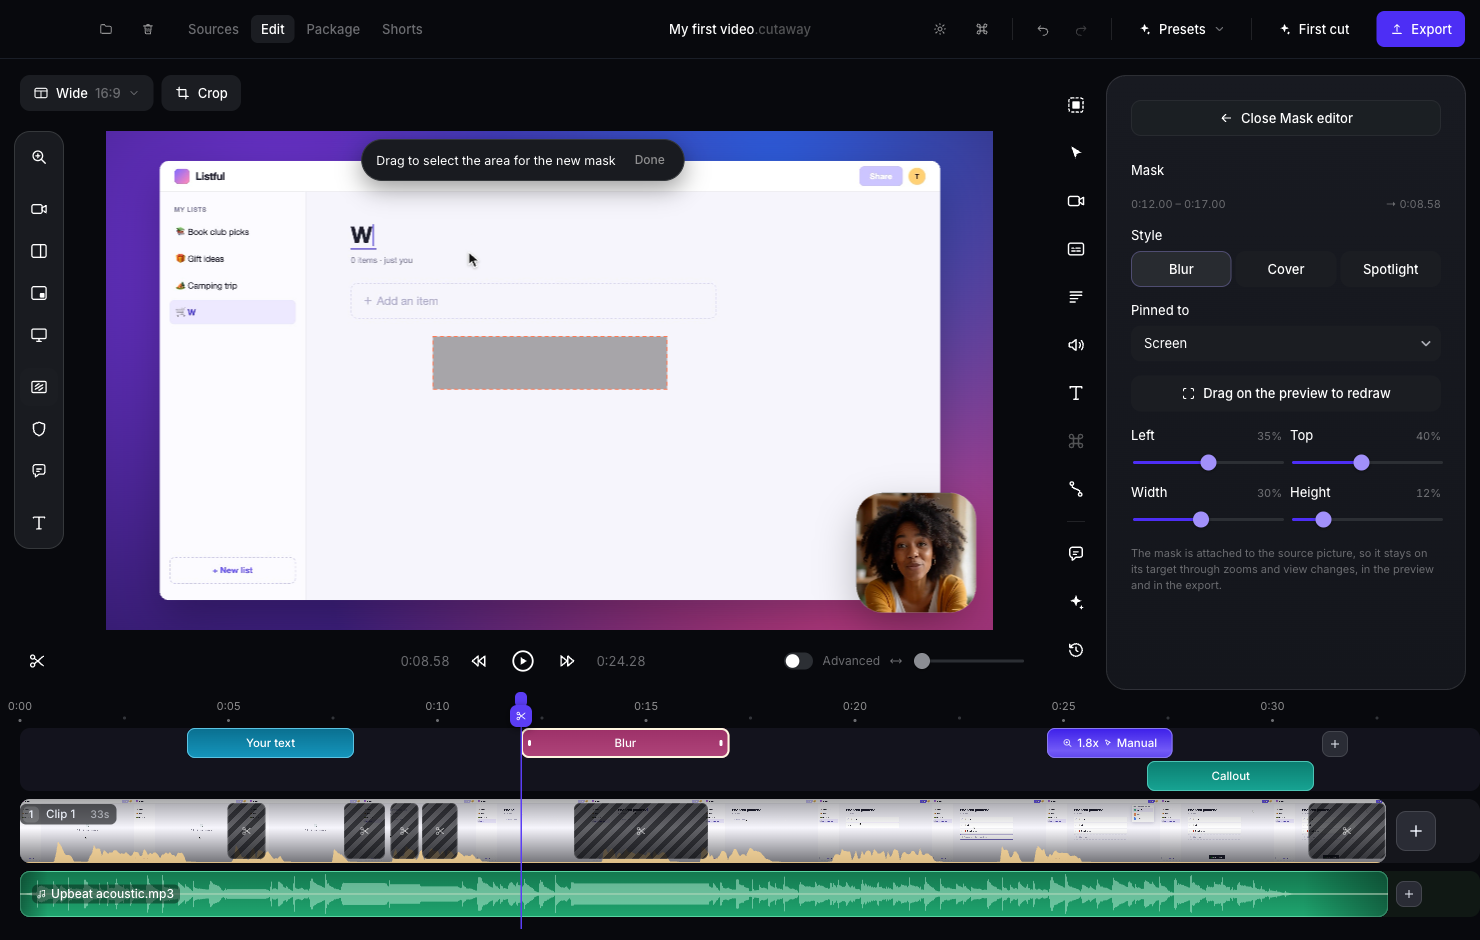 Sources Edit Package Shorts
My first video.cutaway
Presets
First cut
Export
Wide 16:9
Crop
Drag to select the area for the new mask Done
Listful
Share
T
MY LISTS
Book club picks
Gift ideas
Camping trip
W
+ New list
W
0 items · just you
+ Add an item
Close Mask editor
Mask
0:12.00 – 0:17.00 → 0:08.58
Style
Blur Cover Spotlight
Pinned to
Screen
Drag on the preview to redraw
Left 35% Top 40%
Width 30% Height 12%
The mask is attached to the source picture, so it stays on
its target through zooms and view changes, in the preview
and in the export.
0:08.58
0:24.28
Advanced
0:00 0:05 0:10 0:15 0:20 0:25 0:30
Your text
Blur
1.8x Manual
Callout
1 Clip 1 33s
Upbeat acoustic.mp3